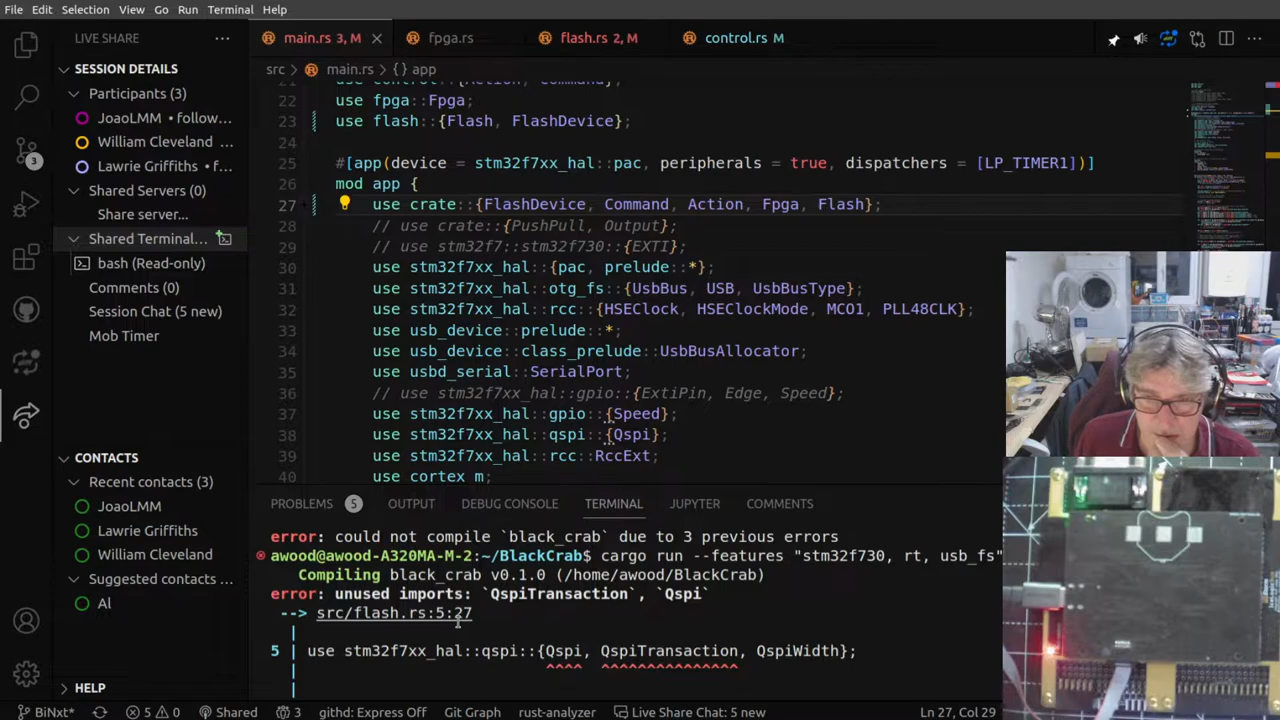 File Edit Selection View Go Run Terminal Help
LIVE SHARE
SESSION DETAILS
Participants (3)
JoaoLMM • follow...
William Cleveland ...
Lawrie Griffiths • f...
Shared Servers (0)
Share server...
Shared Terminal...
bash (Read-only)
Comments (0)
Session Chat (5 new)
Mob Timer
CONTACTS
Recent contacts (3)
JoaoLMM
Lawrie Griffiths
William Cleveland
Suggested contacts ...
Al
HELP
3
main.rs 3, M
fpga.rs
flash.rs 2, M
control.rs M
src > main.rs > {} app
22 use fpga::Fpga;
23 use flash::{Flash, FlashDevice};
24
25 #[app(device = stm32f7xx_hal::pac, peripherals = true, dispatchers = [LP_TIMER1])]
26 mod app {
27 use crate::{FlashDevice, Command, Action, Fpga, Flash};
28 // use crate::{PushPull, Output};
29 // use stm32f7::stm32f730::{EXTI};
30 use stm32f7xx_hal::{pac, prelude::*};
31 use stm32f7xx_hal::otg_fs::{UsbBus, USB, UsbBusType};
32 use stm32f7xx_hal::rcc::{HSEClock, HSEClockMode, MCO1, PLL48CLK};
33 use usb_device::prelude::*;
34 use usb_device::class_prelude::UsbBusAllocator;
35 use usbd_serial::SerialPort;
36 // use stm32f7xx_hal::gpio::{ExtiPin, Edge, Speed};
37 use stm32f7xx_hal::gpio::{Speed};
38 use stm32f7xx_hal::qspi::{Qspi};
39 use stm32f7xx_hal::rcc::RccExt;
40 use cortex_m;
PROBLEMS 5 OUTPUT DEBUG CONSOLE TERMINAL JUPYTER COMMENTS
error: could not compile `black_crab` due to 3 previous errors
awood@awood-A320MA-M-2:~/BlackCrab$ cargo run --features "stm32f730, rt, usb_fs"
Compiling black_crab v0.1.0 (/home/awood/BlackCrab)
error: unused imports: `QspiTransaction`, `Qspi`
--> src/flash.rs:5:27
|
5 | use stm32f7xx_hal::qspi::{Qspi, QspiTransaction, QspiWidth};
| ^^^^ ^^^^^^^^^^^^^^^
|
BiNxt* 5 0 Shared 3 githd: Express Off Git Graph rust-analyzer Live Share Chat: 5 new Ln 27, Col 29